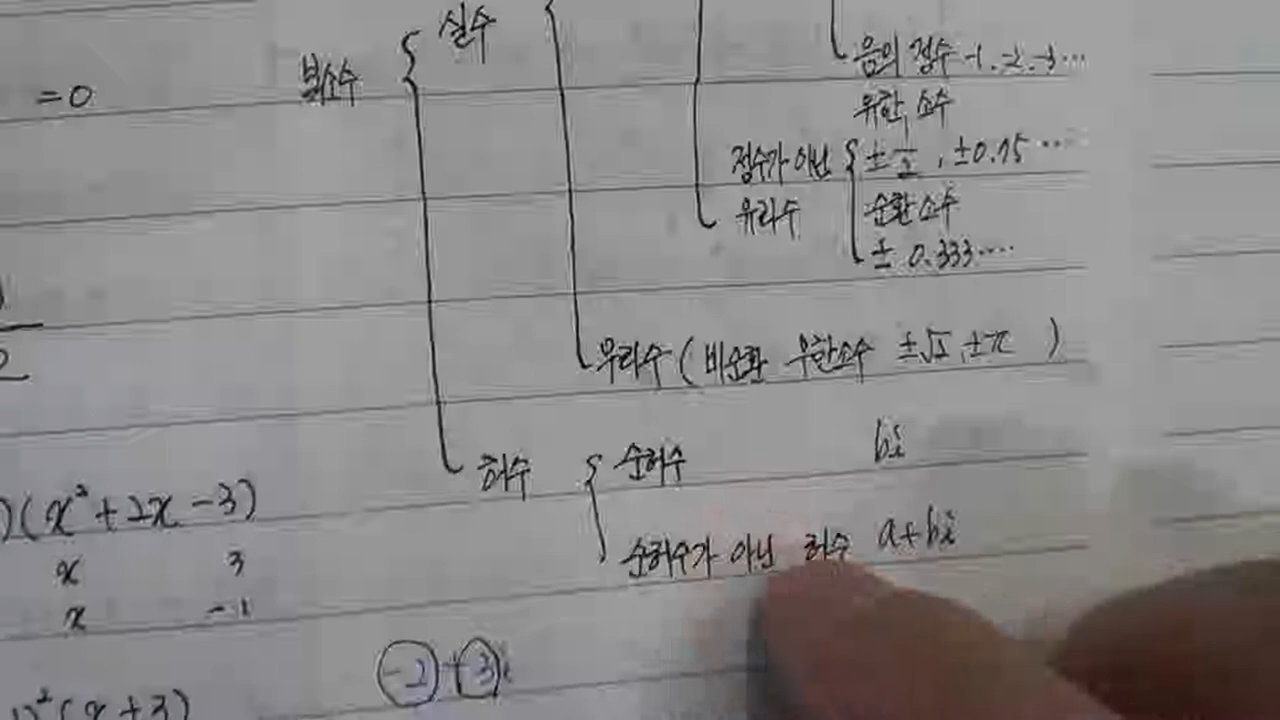 실수
복소수
음의 정수 -1, -2, -3 ⋯
=0
유한 소수
정수가 아닌
유리수
, ±0.15 ⋯
순환소수
± 0.333⋯⋯
무리수 ( 비순환 무한소수 ±√2, ±π )
허수
순허수 bi
순허수가 아닌 허수 a+bi
)(x²+2x-3)
x 3
x -1
-2+3i
)²(x+3)